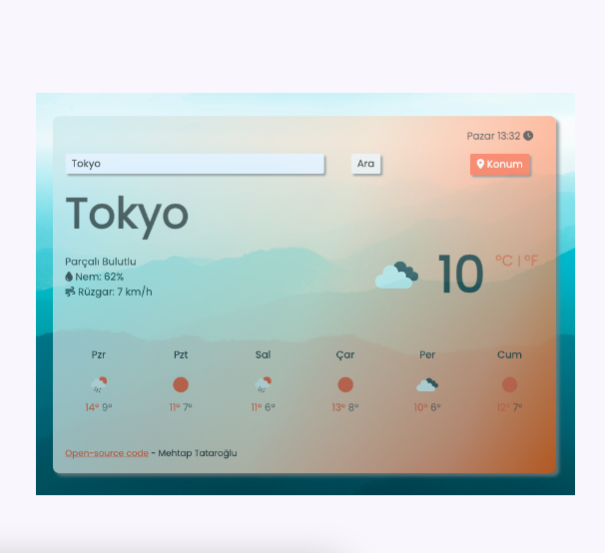 Pazar 13:32
Tokyo Ara Konum
Tokyo
Parçalı Bulutlu
Nem: 62%
Rüzgar: 7 km/h
10 °C | °F
Pzr Pzt Sal Çar Per Cum
14° 9° 11° 7° 11° 6° 13° 8° 10° 6° 12° 7°
Open-source code - Mehtap Tataroğlu